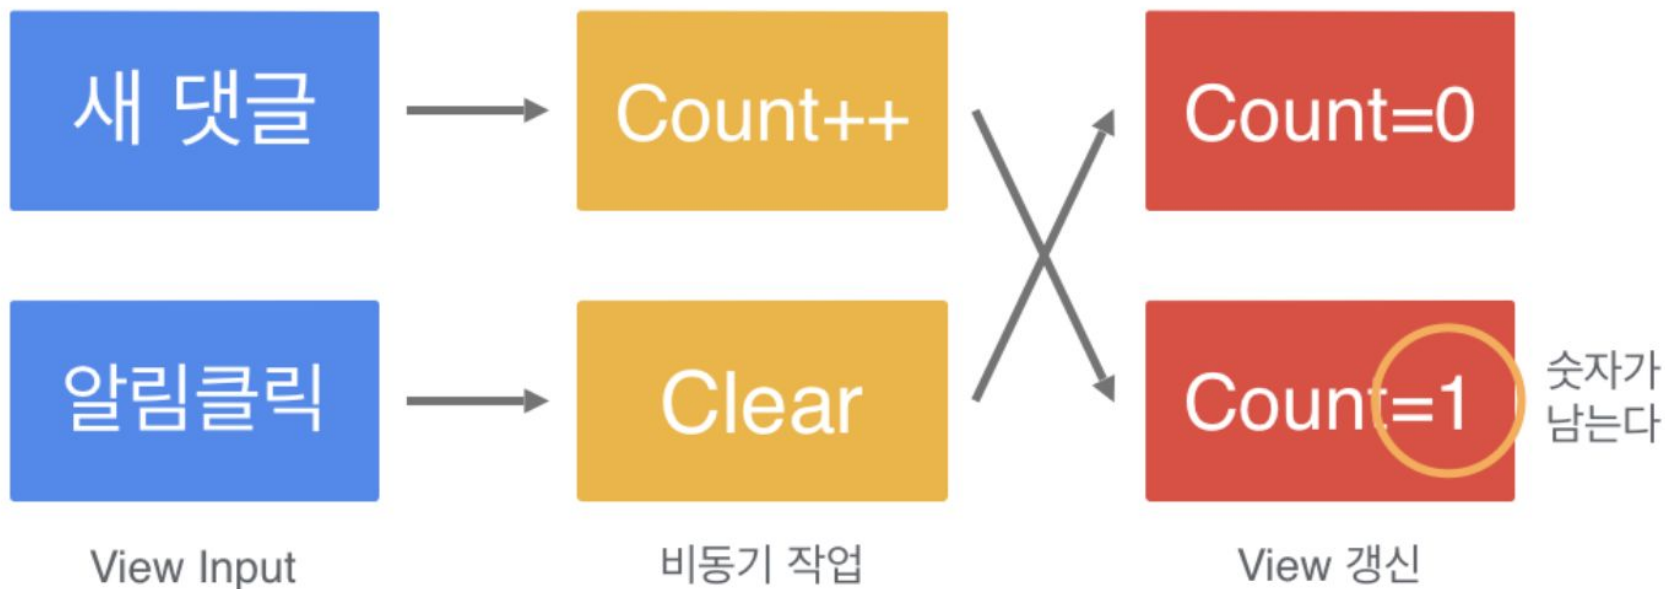 새 댓글
Count++
Count=0
알림클릭
Clear
Count=1
숫자가
남는다
View Input
비동기 작업
View 갱신